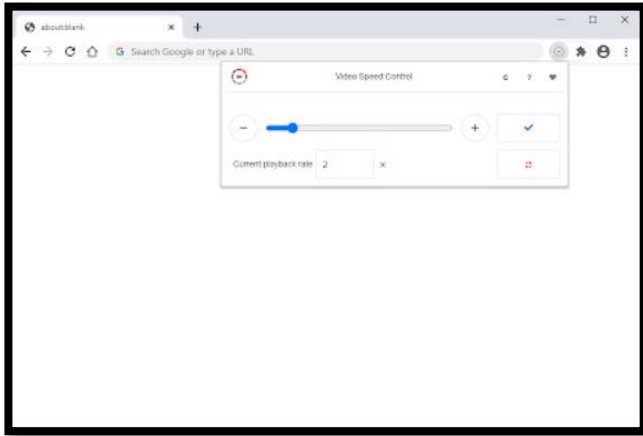 about:blank
Search Google or type a URL
Video Speed Control
?
Current playback rate 2 ×